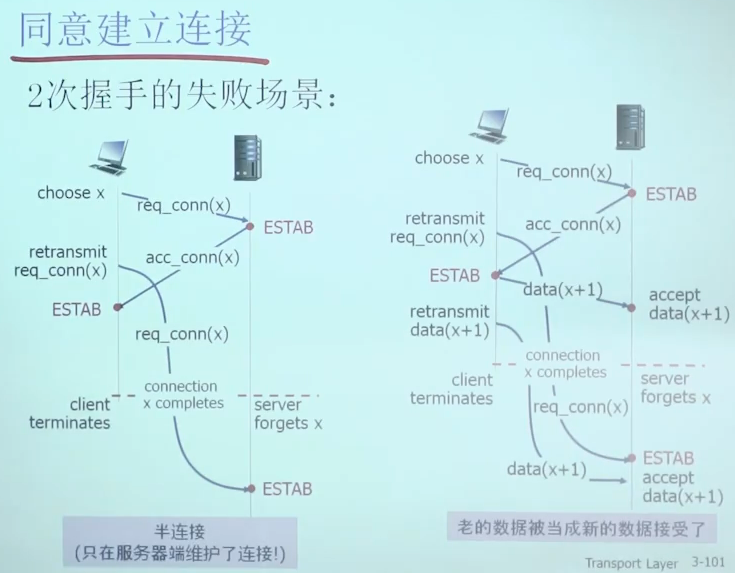 同意建立连接
2次握手的失败场景：
choose x
req_conn(x)
ESTAB
retransmit
req_conn(x)
acc_conn(x)
ESTAB
req_conn(x)
connection
x completes
client
terminates
server
forgets x
ESTAB
半连接
(只在服务器端维护了连接!)
choose x
req_conn(x)
ESTAB
retransmit
req_conn(x)
acc_conn(x)
ESTAB
data(x+1)
accept
data(x+1)
retransmit
data(x+1)
connection
x completes
client
terminates
server
forgets x
req_conn(x)
ESTAB
data(x+1)
accept
data(x+1)
老的数据被当成新的数据接受了
Transport Layer 3-101